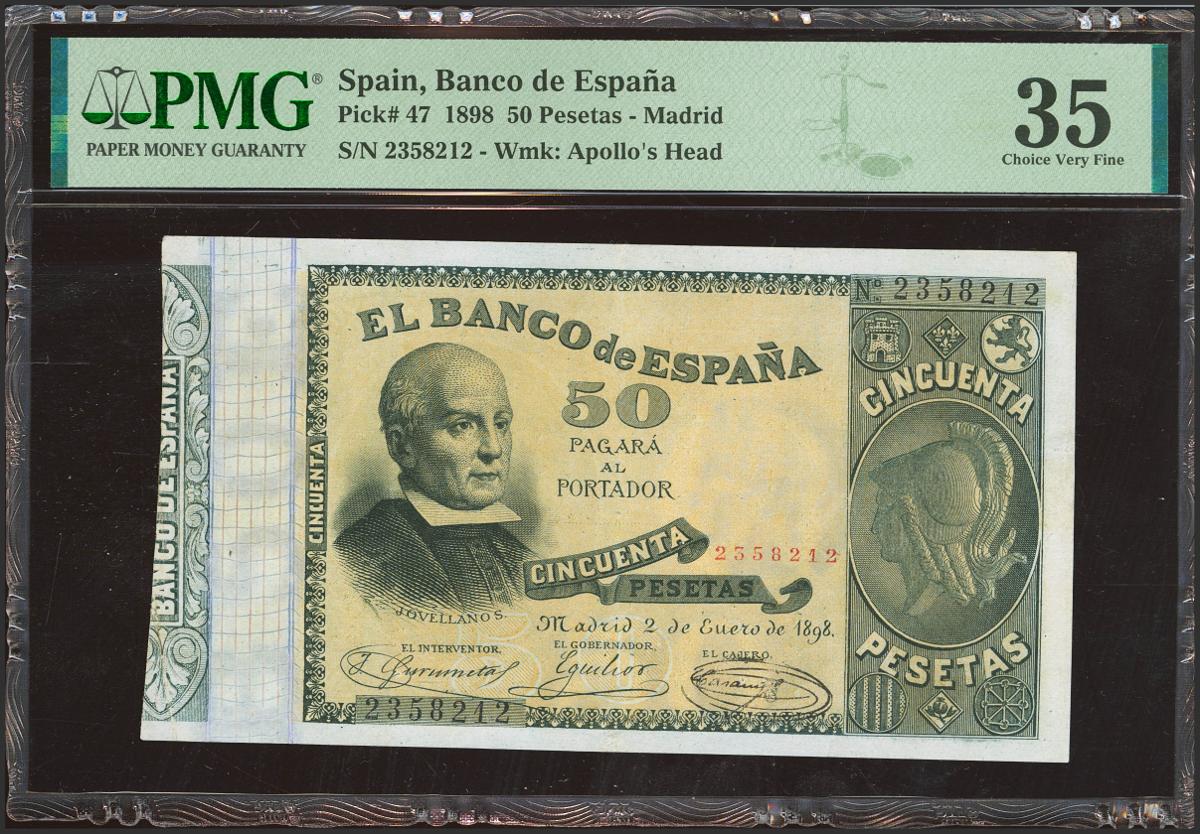 PMG®
PAPER MONEY GUARANTY
Spain, Banco de España
Pick# 47 1898 50 Pesetas - Madrid
S/N 2358212 - Wmk: Apollo's Head
35
Choice Very Fine
BANCO DE ESPAÑA
CINCUENTA
EL BANCO de ESPAÑA
50
PAGARÁ
AL
PORTADOR
CINCUENTA
PESETAS
2358212
JOVELLANOS.
Madrid 2 de Enero de 1898.
EL INTERVENTOR,
EL GOBERNADOR,
EL CAJERO,
50
2358212
Nº 2358212
CINCUENTA
PESETAS